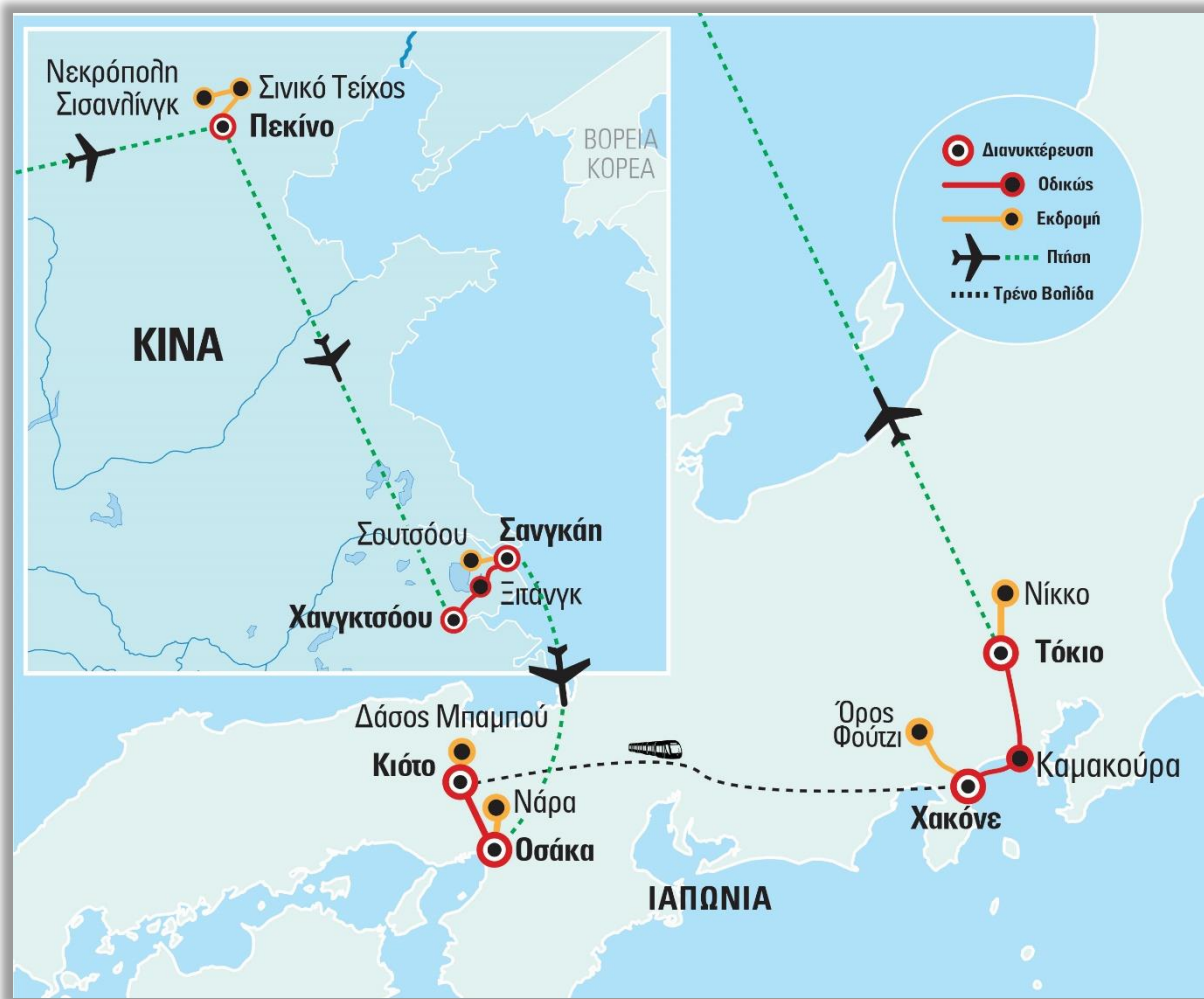 Νεκρόπολη
Σισανλίνγκ
Σινικό Τείχος
Πεκίνο
ΒΟΡΕΙΑ
ΚΟΡΕΑ
ΚΙΝΑ
Σουτσόου
Σανγκάη
Ξιτάνγκ
Χανγκτσόου
Διανυκτέρευση
Οδικώς
Εκδρομή
Πτήση
Τρένο Βολίδα
Δάσος Μπαμπού
Κιότο
Νάρα
Οσάκα
Νίκκο
Τόκιο
Όρος
Φούτζι
Καμακούρα
Χακόνε
ΙΑΠΩΝΙΑ